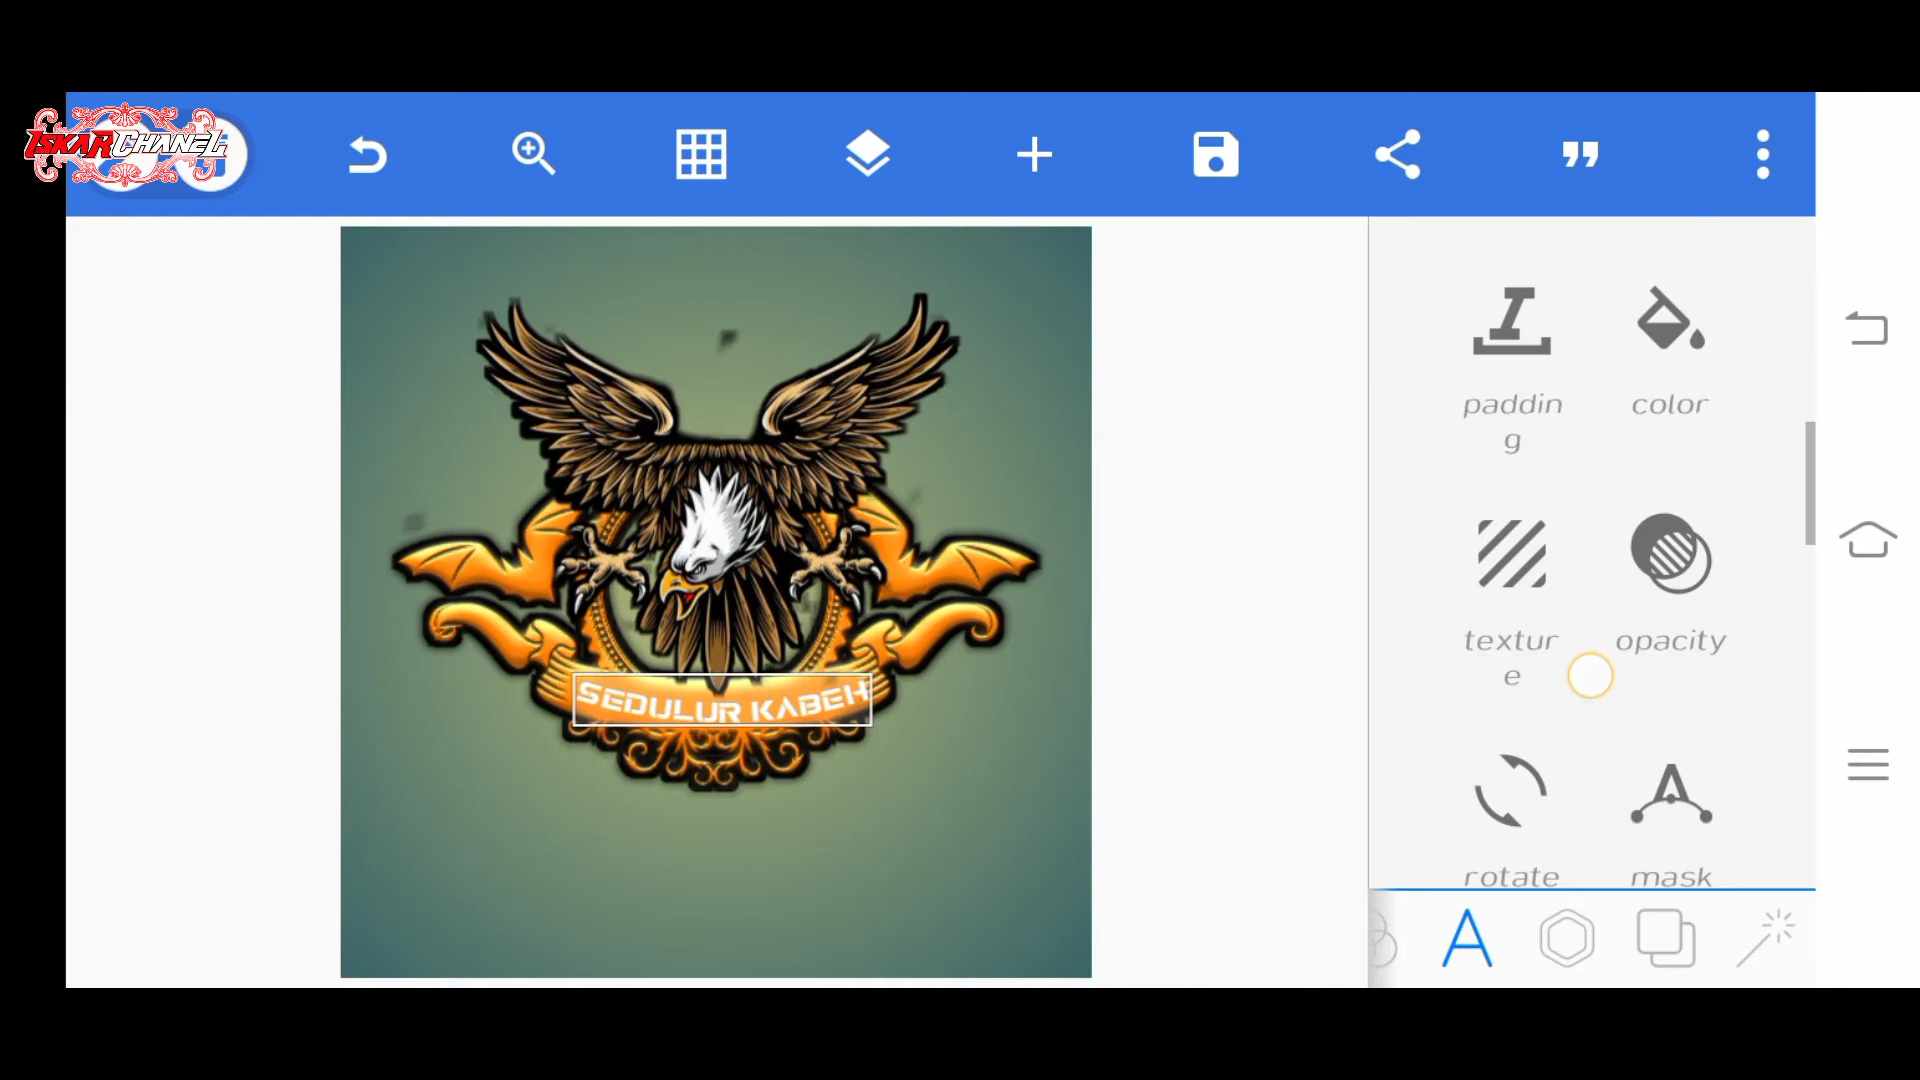 ISKAR CHANEL
paddin
g
color
textur
e
opacity
SEDULUR KABEH
rotate
mask